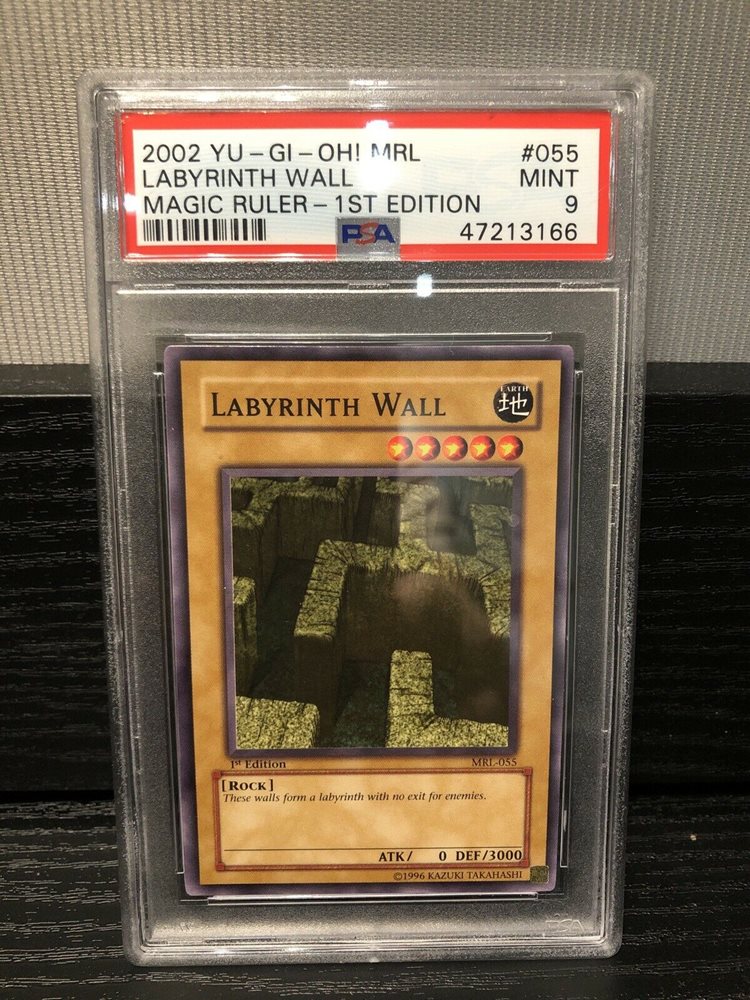 2002 YU-GI-OH! MRL #055
LABYRINTH WALL MINT
MAGIC RULER-1ST EDITION 9
PSA 47213166
LABYRINTH WALL
EARTH
地
1st Edition MRL-055
[ROCK]
These walls form a labyrinth with no exit for enemies.
ATK/ 0 DEF/3000
©1996 KAZUKI TAKAHASHI
PSA